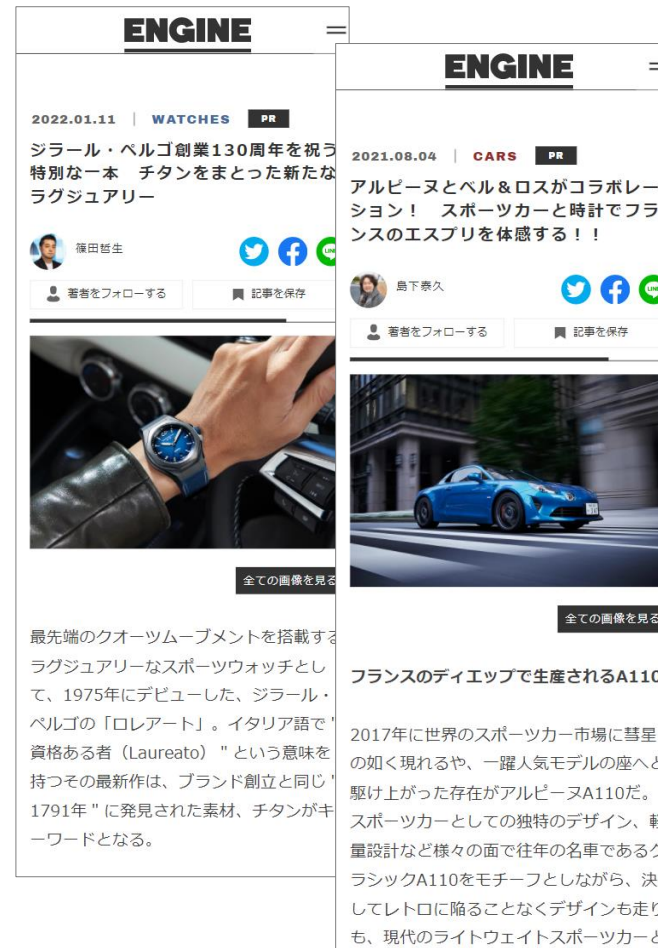 ENGINE
2022.01.11 | WATCHES PR
ジラール・ペルゴ創業130周年を祝う
特別な一本　チタンをまとった新たな
ラグジュアリー
篠田哲生
著者をフォローする
記事を保存
全ての画像を見る
最先端のクオーツムーブメントを搭載する
ラグジュアリーなスポーツウォッチとし
て、1975年にデビューした、ジラール・
ペルゴの「ロレアート」。イタリア語で "
資格ある者（Laureato） " という意味を
持つその最新作は、ブランド創立と同じ "
1791年 " に発見された素材、チタンがキ
ーワードとなる。
ENGINE
2021.08.04 | CARS PR
アルピーヌとベル＆ロスがコラボレー
ション！　スポーツカーと時計でフラ
ンスのエスプリを体感する！！
島下泰久
著者をフォローする
記事を保存
全ての画像を見る
フランスのディエップで生産されるA110
2017年に世界のスポーツカー市場に彗星
の如く現れるや、一躍人気モデルの座へと
駆け上がった存在がアルピーヌA110だ。
スポーツカーとしての独特のデザイン、軽
量設計など様々の面で往年の名車であるク
ラシックA110をモチーフとしながら、決
してレトロに陥ることなくデザインも走り
も、現代のライトウェイトスポーツカーと